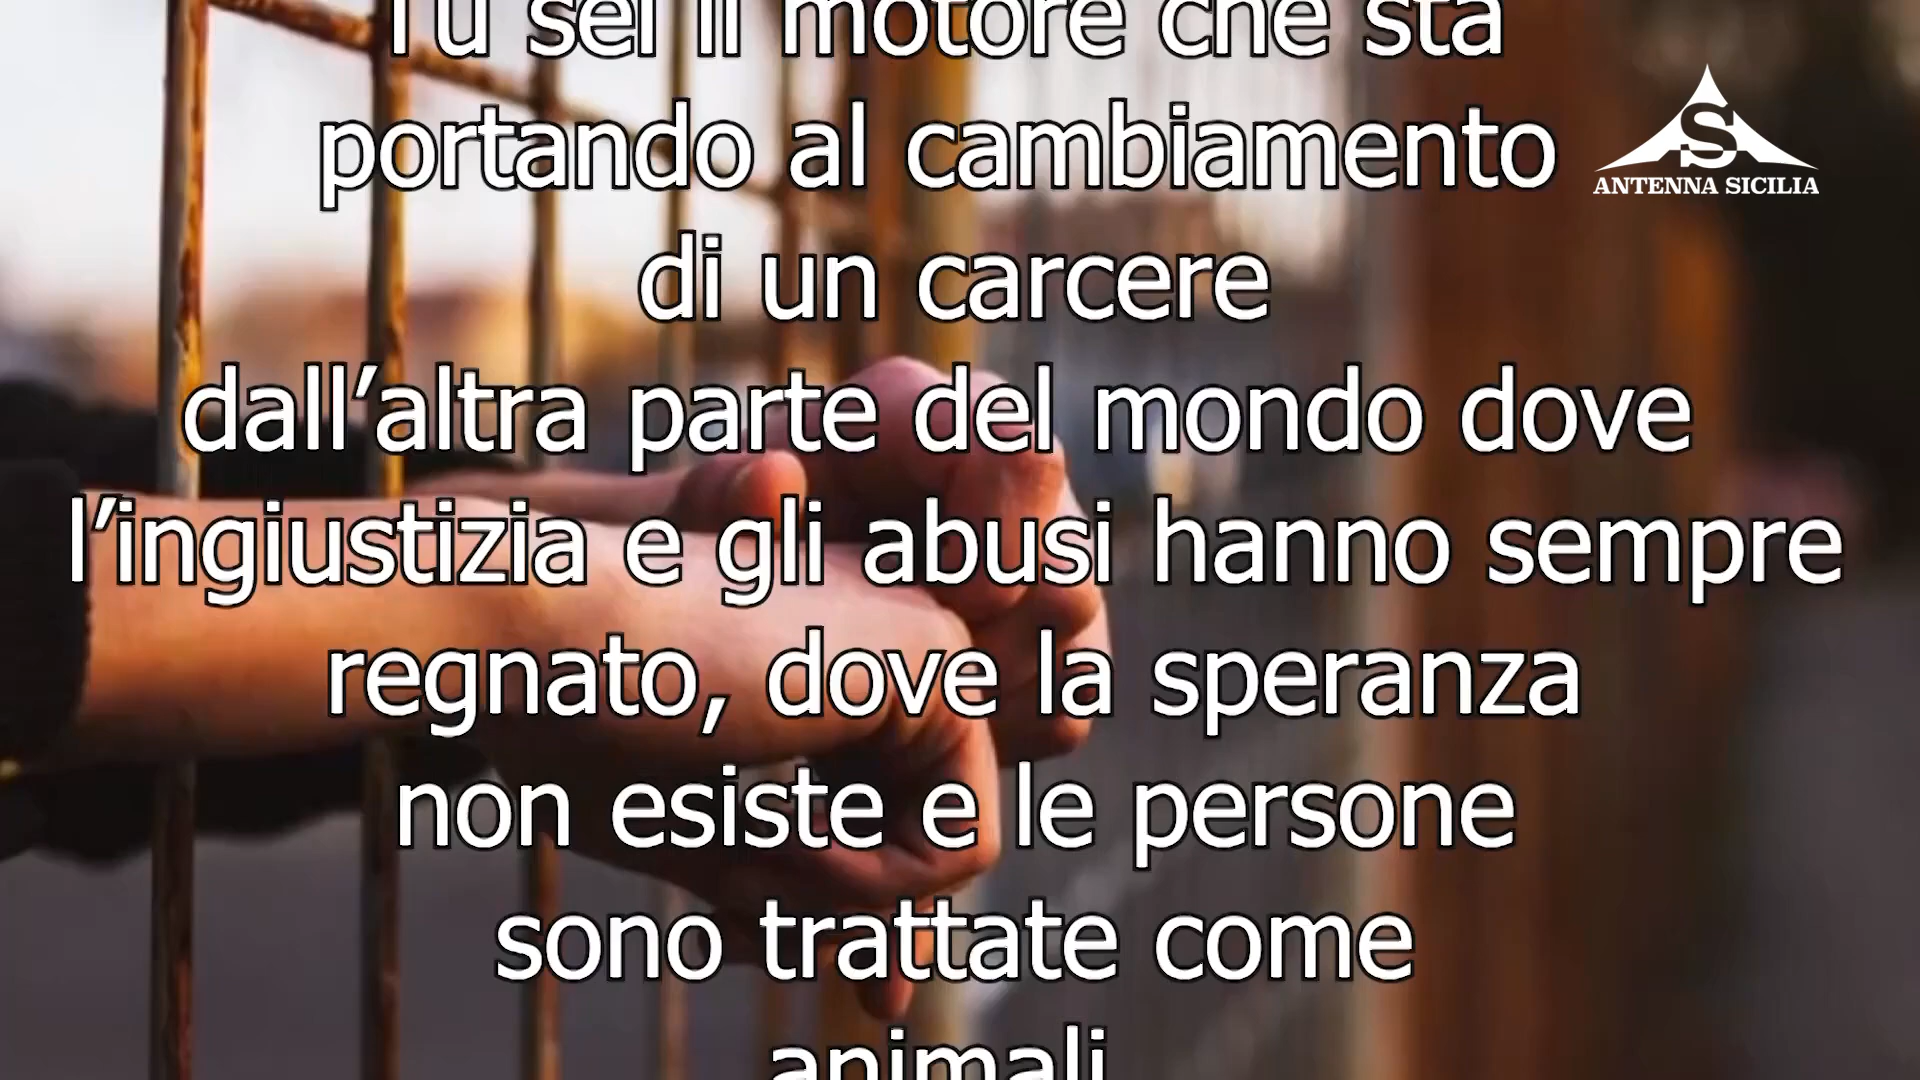 Tu sei il motore che sta
portando al cambiamento
di un carcere
dall’altra parte del mondo dove
l’ingiustizia e gli abusi hanno sempre
regnato, dove la speranza
non esiste e le persone
sono trattate come
animali
S
ANTENNA SICILIA